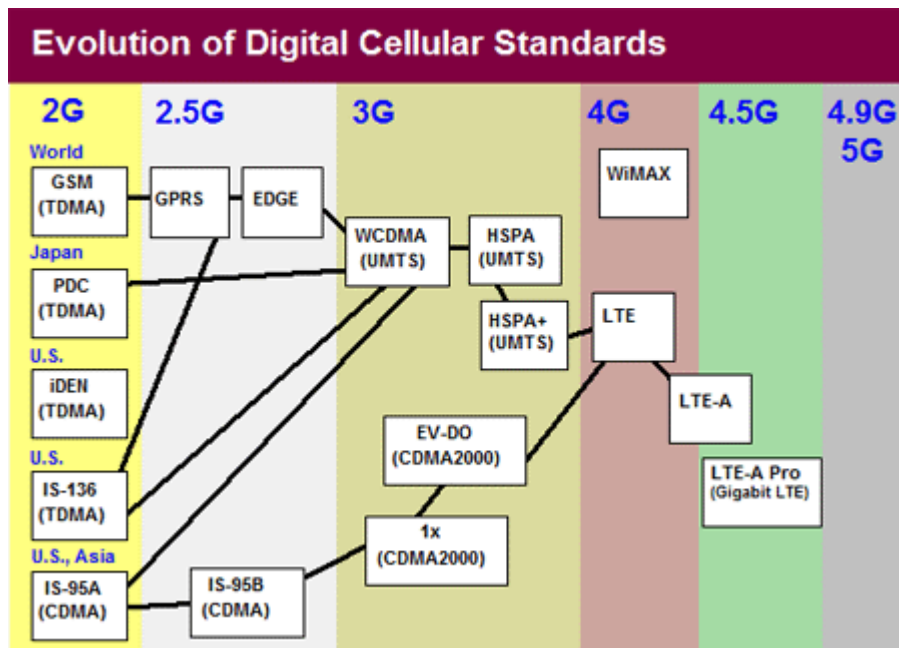 Evolution of Digital Cellular Standards
2G
2.5G
3G
4G
4.5G
4.9G
5G
World
GSM
(TDMA)
GPRS
EDGE
WiMAX
WCDMA
(UMTS)
HSPA
(UMTS)
Japan
PDC
(TDMA)
HSPA+
(UMTS)
LTE
U.S.
iDEN
(TDMA)
LTE-A
EV-DO
(CDMA2000)
U.S.
IS-136
(TDMA)
LTE-A Pro
(Gigabit LTE)
1x
(CDMA2000)
U.S., Asia
IS-95A
(CDMA)
IS-95B
(CDMA)